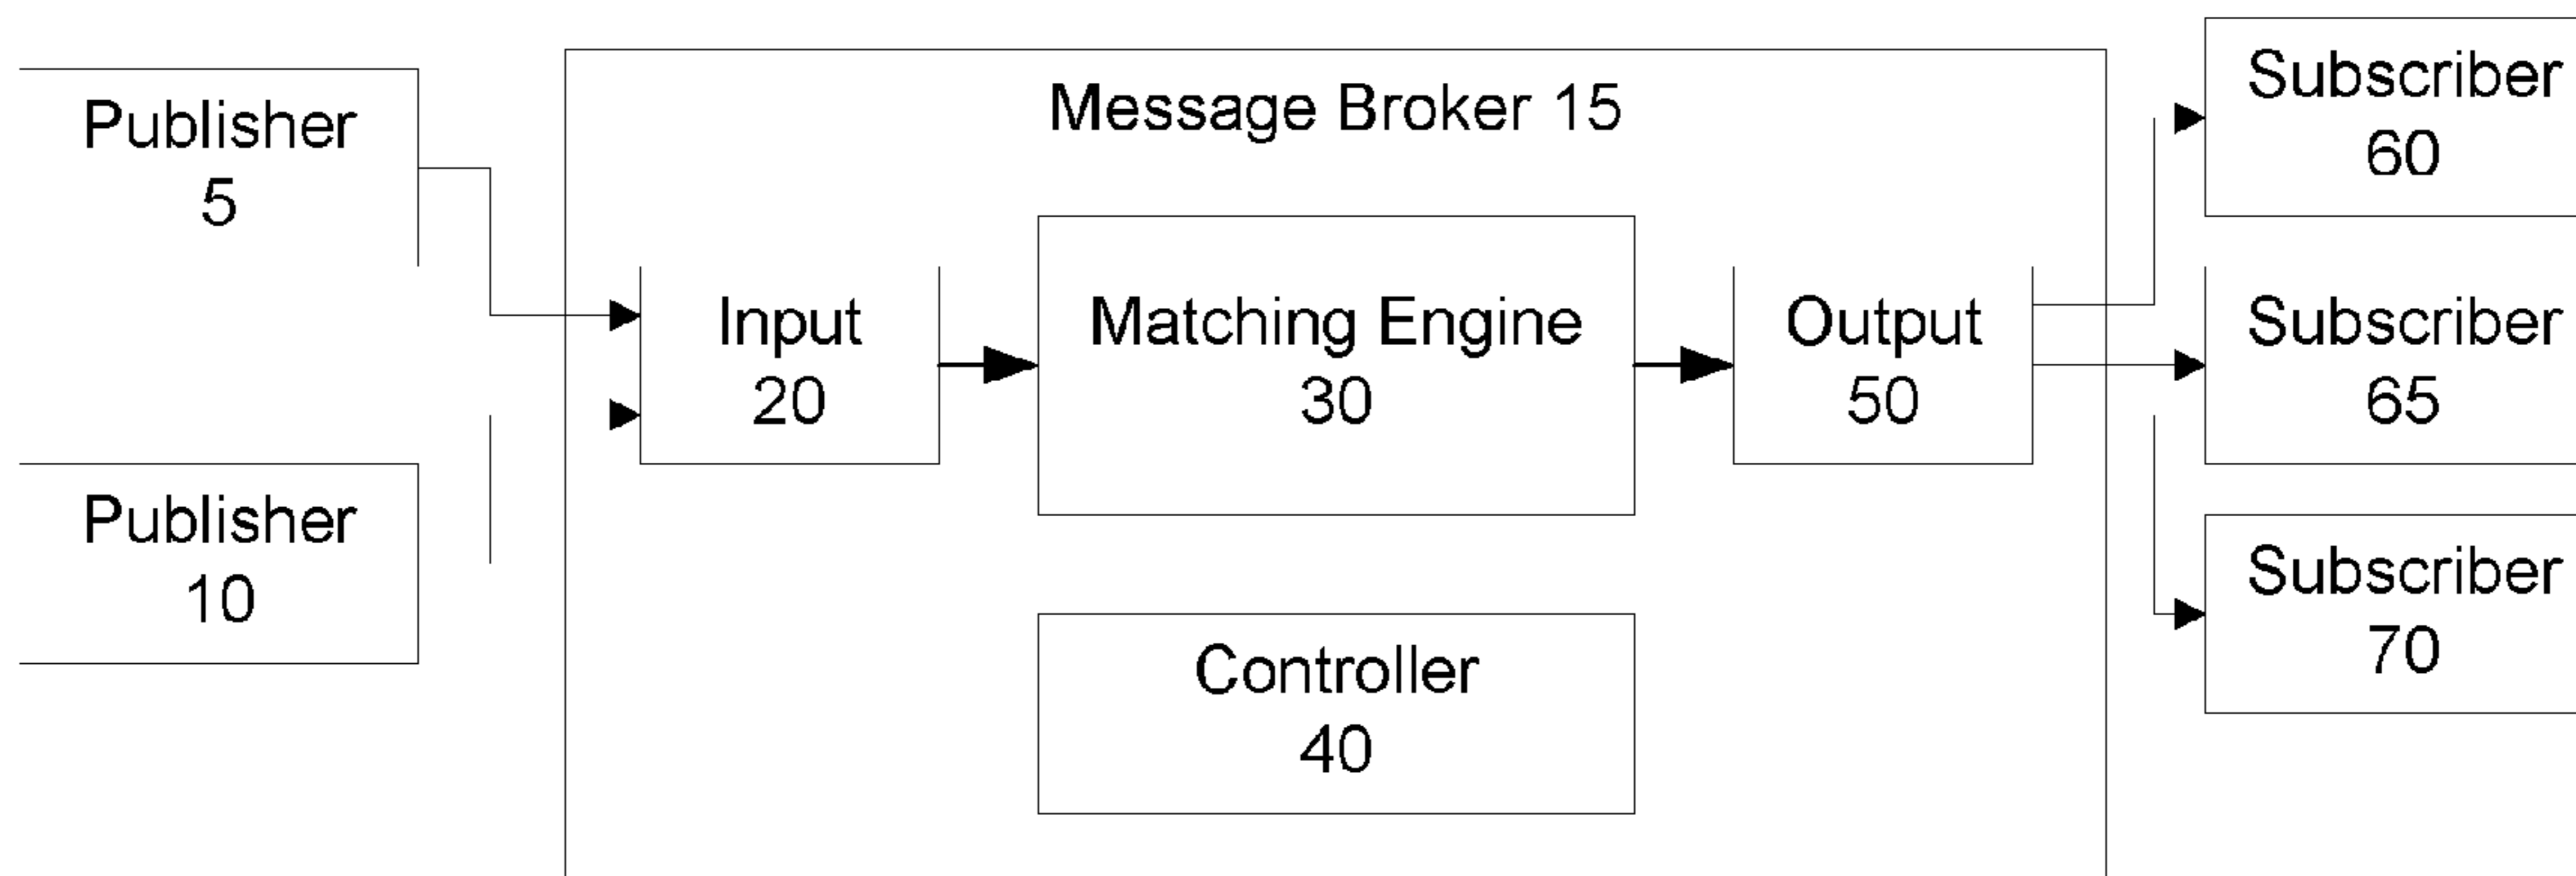 Publisher
5
Publisher
10
Message Broker 15
Input
20
Matching Engine
30
Output
50
Controller
40
Subscriber
60
Subscriber
65
Subscriber
70